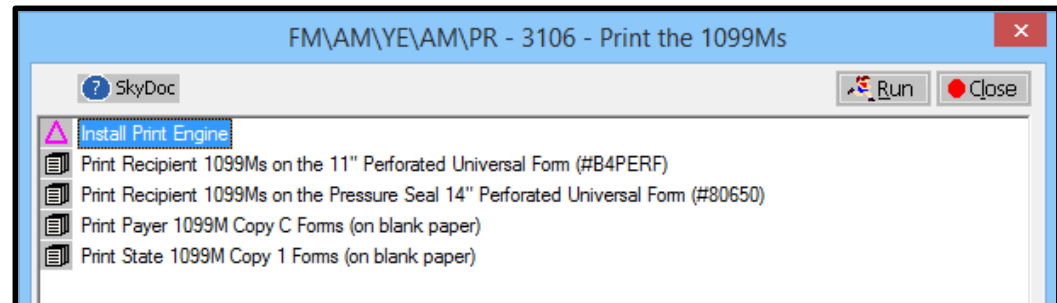 FM\AM\YE\AM\PR - 3106 - Print the 1099Ms
? SkyDoc Run Close
Install Print Engine
Print Recipient 1099Ms on the 11" Perforated Universal Form (#B4PERF)
Print Recipient 1099Ms on the Pressure Seal 14" Perforated Universal Form (#80650)
Print Payer 1099M Copy C Forms (on blank paper)
Print State 1099M Copy 1 Forms (on blank paper)